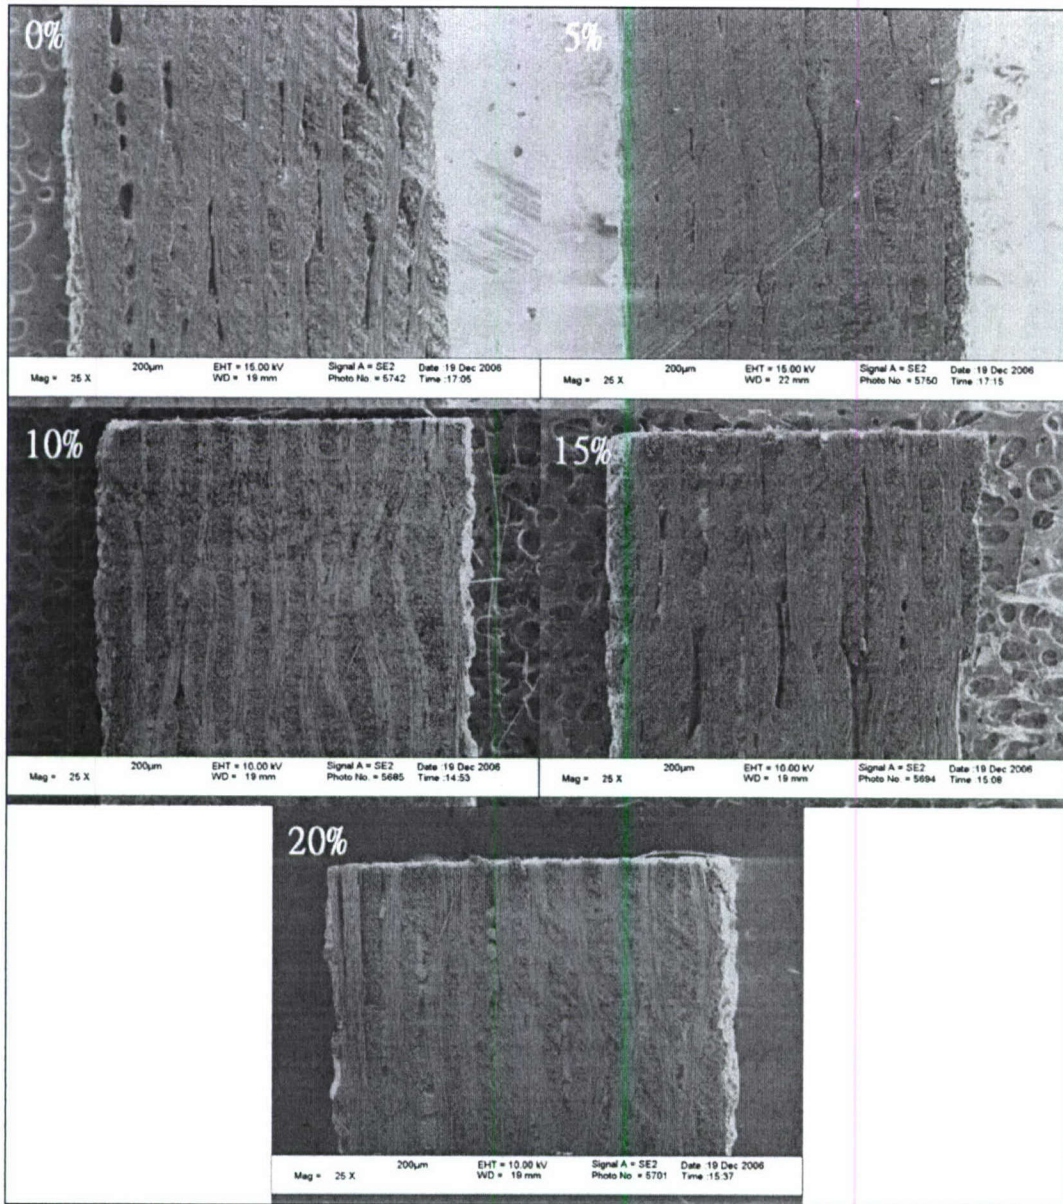 0%
5%
200µm EHT = 15.00 kV Signal A = SE2 Date :19 Dec 2006
Mag = 25 X WD = 19 mm Photo No. = 5742 Time :17:05
200µm EHT = 15.00 kV Signal A = SE2 Date :19 Dec 2006
Mag = 25 X WD = 22 mm Photo No. = 5750 Time :17:15
10%
15%
200µm EHT = 10.00 kV Signal A = SE2 Date :19 Dec 2006
Mag = 25 X WD = 19 mm Photo No. = 5685 Time :14:53
200µm EHT = 10.00 kV Signal A = SE2 Date :19 Dec 2006
Mag = 25 X WD = 19 mm Photo No. = 5694 Time :15:08
20%
200µm EHT = 10.00 kV Signal A = SE2 Date :19 Dec 2006
Mag = 25 X WD = 19 mm Photo No. = 5701 Time :15:37